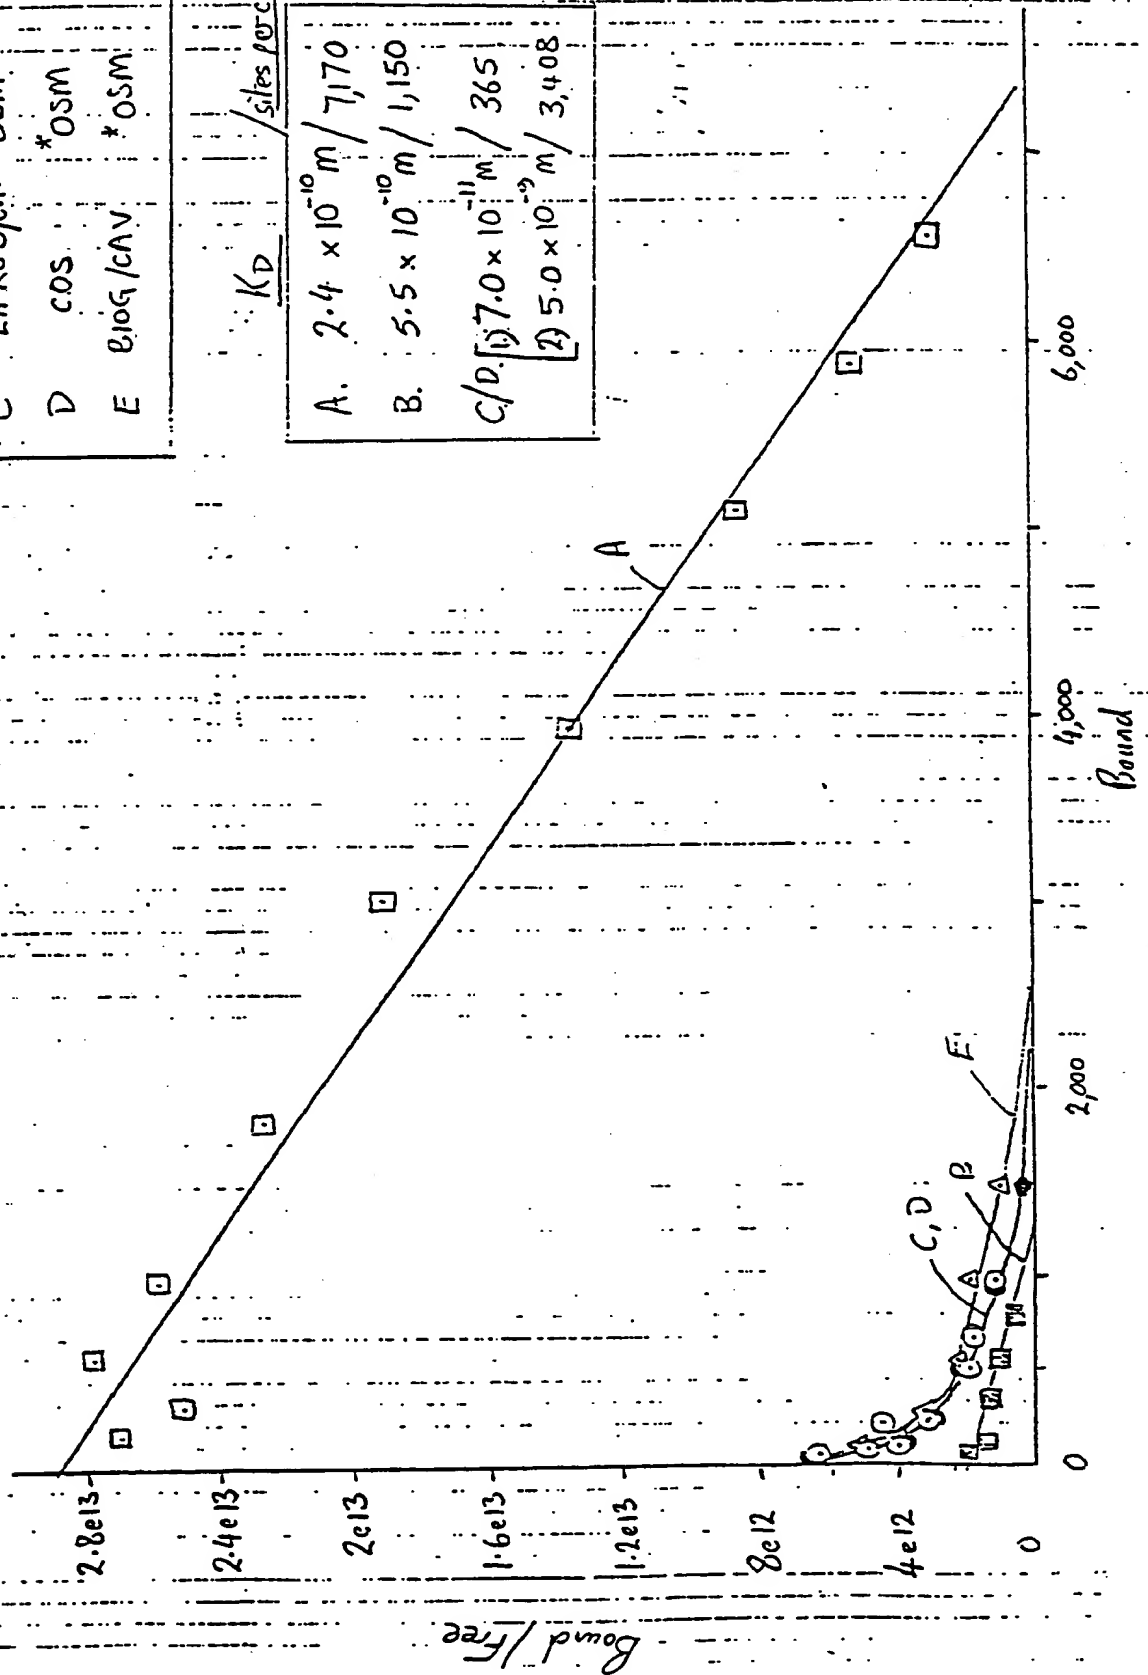 D COS *OSM
E BIOG/CAV *OSM
KD / sites per c
A. 2.4 x 10-10 m / 7,170
B. 5.5 x 10-10 m / 1,150
C/D. [1) 7.0 x 10-11 m / 365
[2) 5.0 x 10-9 m / 3,408
Bound / Free
2.8e13
2.4e13
2e13
1.6e13
1.2e13
8e12
4e12
0
A
C, D
B
E
0
2,000
4,000
6,000
Bound